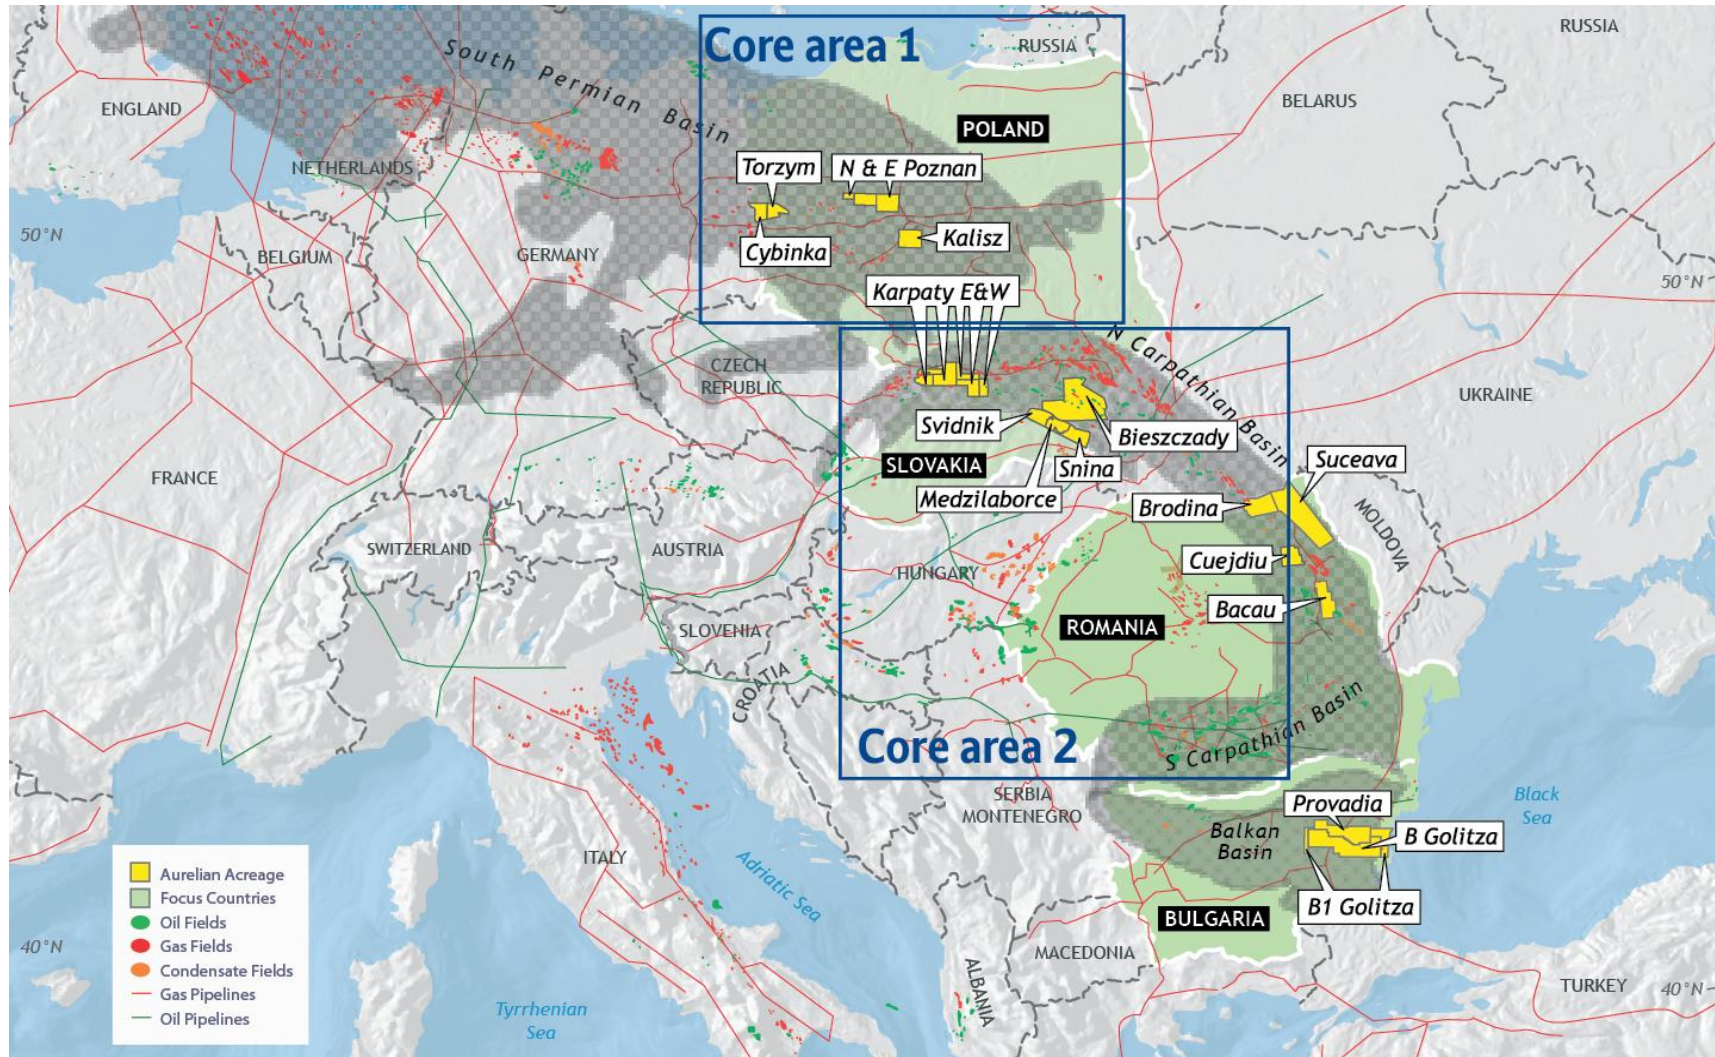 North Sea
Core area 1
RUSSIA
RUSSIA
South Permian Basin
ENGLAND
BELARUS
POLAND
NETHERLANDS
Torzym
N & E Poznan
50°N
BELGIUM
GERMANY
Cybinka
Kalisz
50°N
Karpaty E&W
N Carpathian Basin
CZECH
REPUBLIC
UKRAINE
Svidnik
Bieszczady
SLOVAKIA
Snina
Suceava
FRANCE
Medzilaborce
Brodina
MOLDOVA
SWITZERLAND
AUSTRIA
HUNGARY
Cuejdiu
Bacau
SLOVENIA
ROMANIA
CROATIA
Core area 2
S Carpathian Basin
SERBIA
MONTENEGRO
Provadia
Black
Sea
Balkan
Basin
B Golitza
ITALY
Adriatic Sea
B1 Golitza
BULGARIA
MACEDONIA
ALBANIA
TURKEY
40°N
40°N
Tyrrhenian
Sea
Aurelian Acreage
Focus Countries
Oil Fields
Gas Fields
Condensate Fields
Gas Pipelines
Oil Pipelines